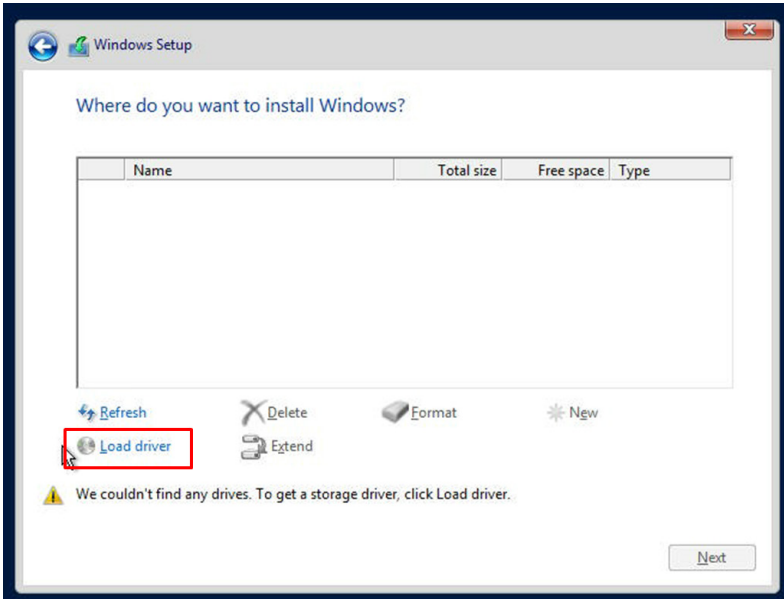 Windows Setup
Where do you want to install Windows?
Name Total size Free space Type
Refresh Delete Format New
Load driver Extend
We couldn't find any drives. To get a storage driver, click Load driver.
Next